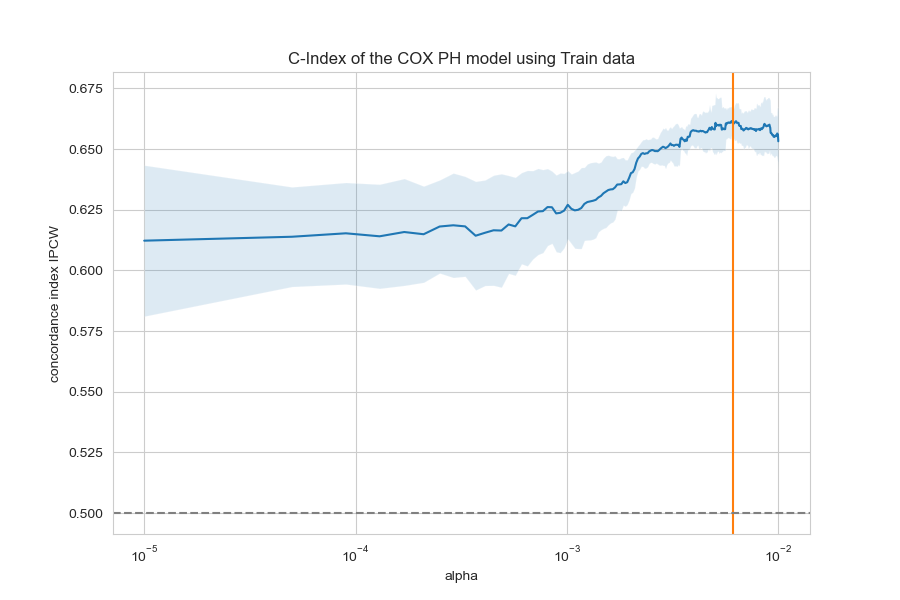 C-Index of the COX PH model using Train data
concordance index IPCW
0.675
0.650
0.625
0.600
0.575
0.550
0.525
0.500
10⁻⁵ 10⁻⁴ 10⁻³ 10⁻²
alpha